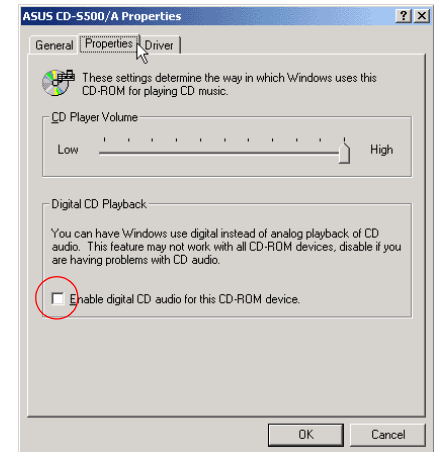 ASUS CD-S500/A Properties
General Properties Driver
These settings determine the way in which Windows uses this
CD-ROM for playing CD music.
CD Player Volume
Low High
Digital CD Playback
You can have Windows use digital instead of analog playback of CD
audio. This feature may not work with all CD-ROM devices, disable if you
are having problems with CD audio.
Enable digital CD audio for this CD-ROM device.
OK Cancel